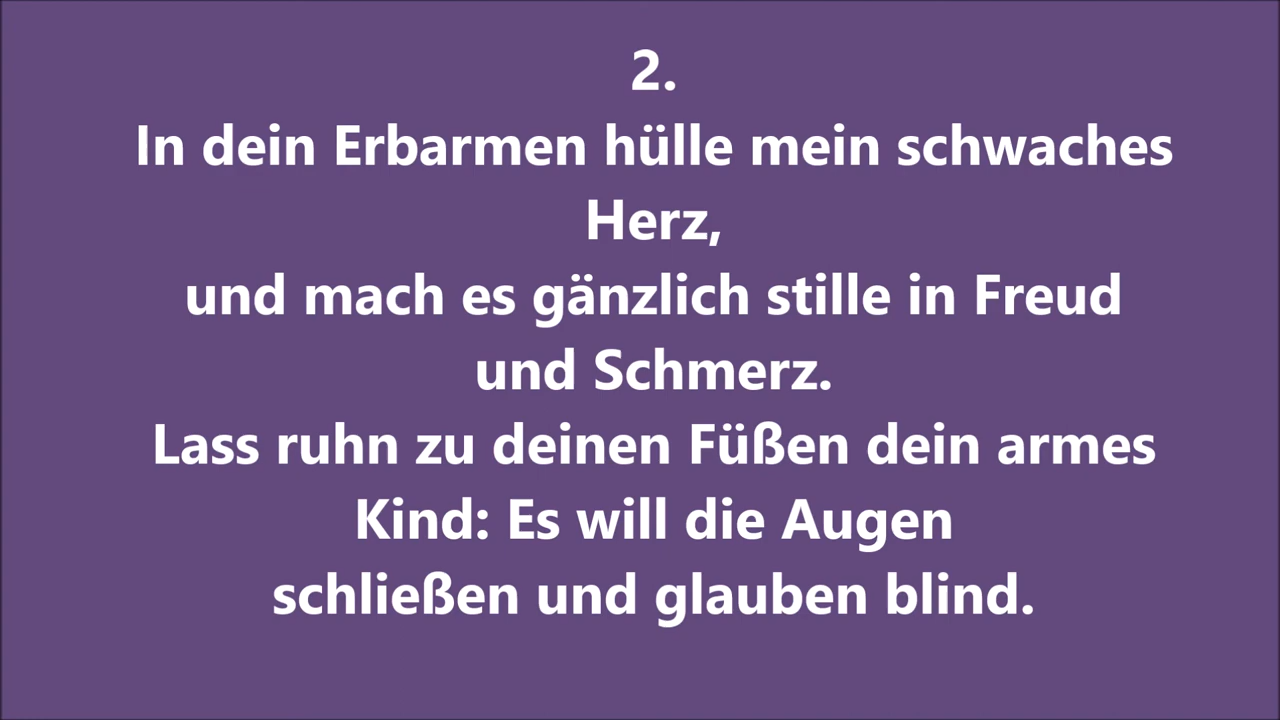 2.
In dein Erbarmen hülle mein schwaches
Herz,
und mach es gänzlich stille in Freud
und Schmerz.
Lass ruhn zu deinen Füßen dein armes
Kind: Es will die Augen
schließen und glauben blind.